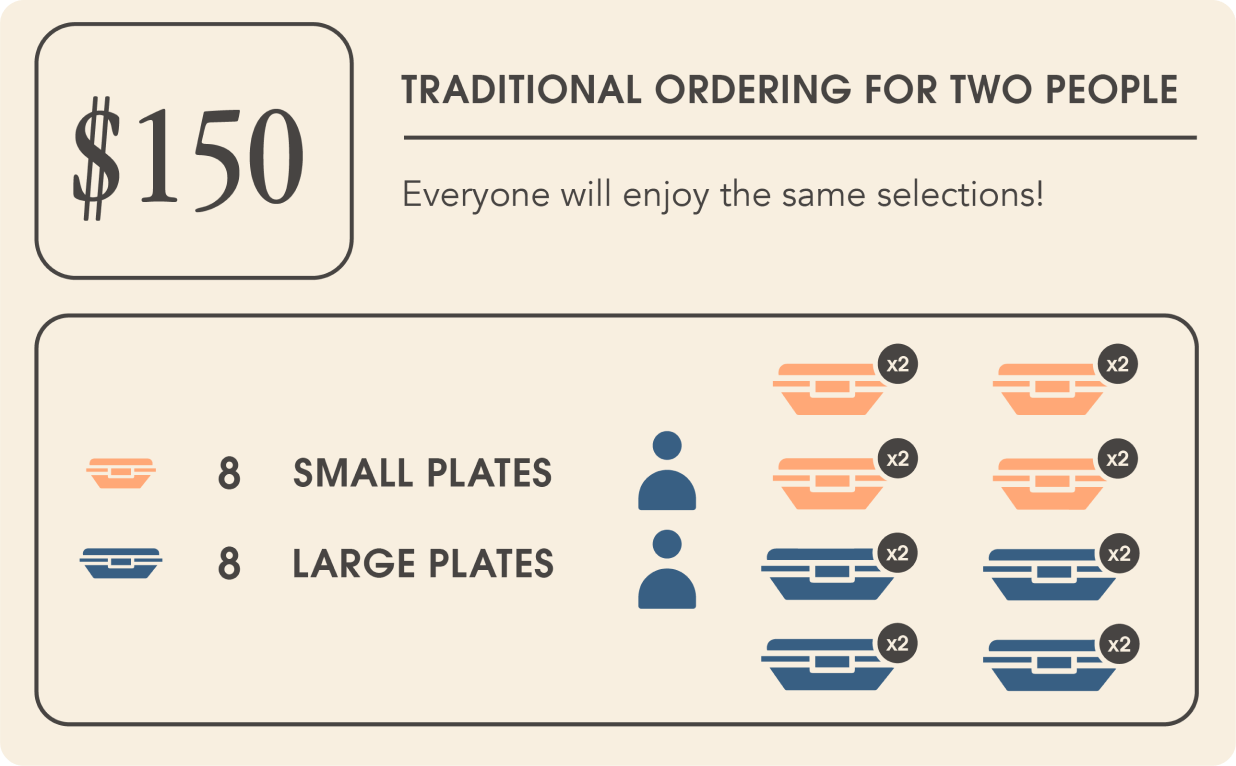 $150
TRADITIONAL ORDERING FOR TWO PEOPLE
Everyone will enjoy the same selections!
x2 x2
x2 x2
8 SMALL PLATES
8 LARGE PLATES
x2 x2
x2 x2